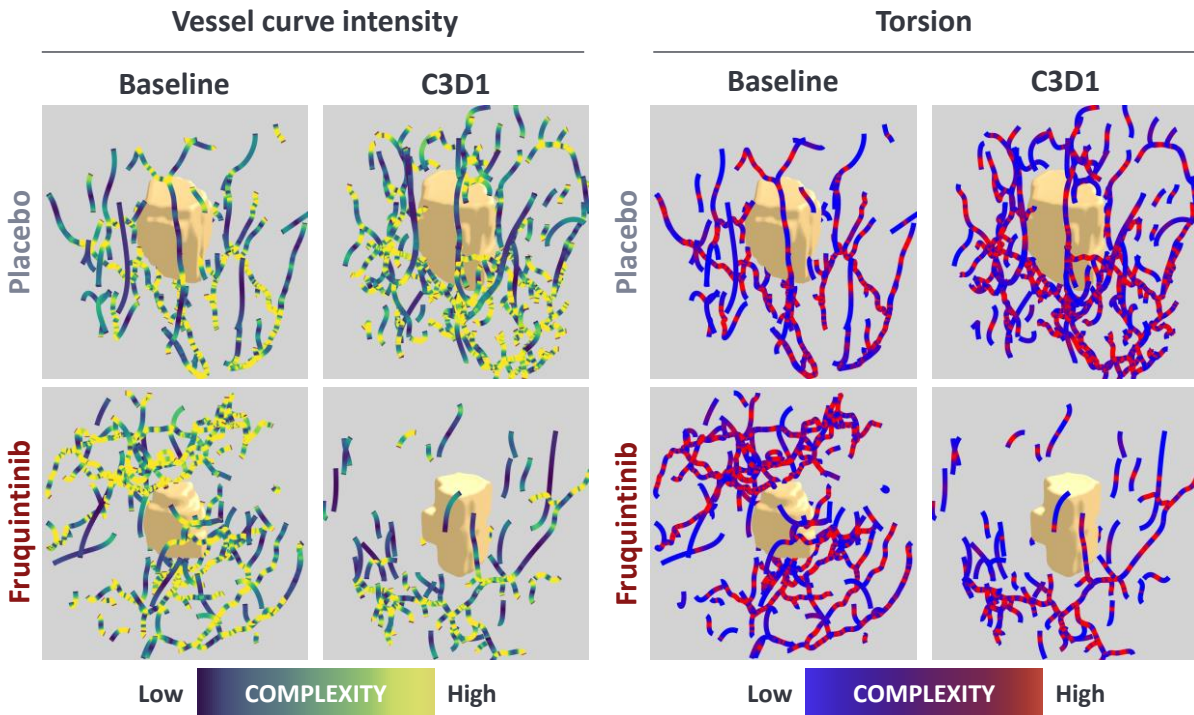 Vessel curve intensity
Torsion
Baseline
C3D1
Baseline
C3D1
Placebo
Placebo
Fruquintinib
Fruquintinib
Low COMPLEXITY High
Low COMPLEXITY High